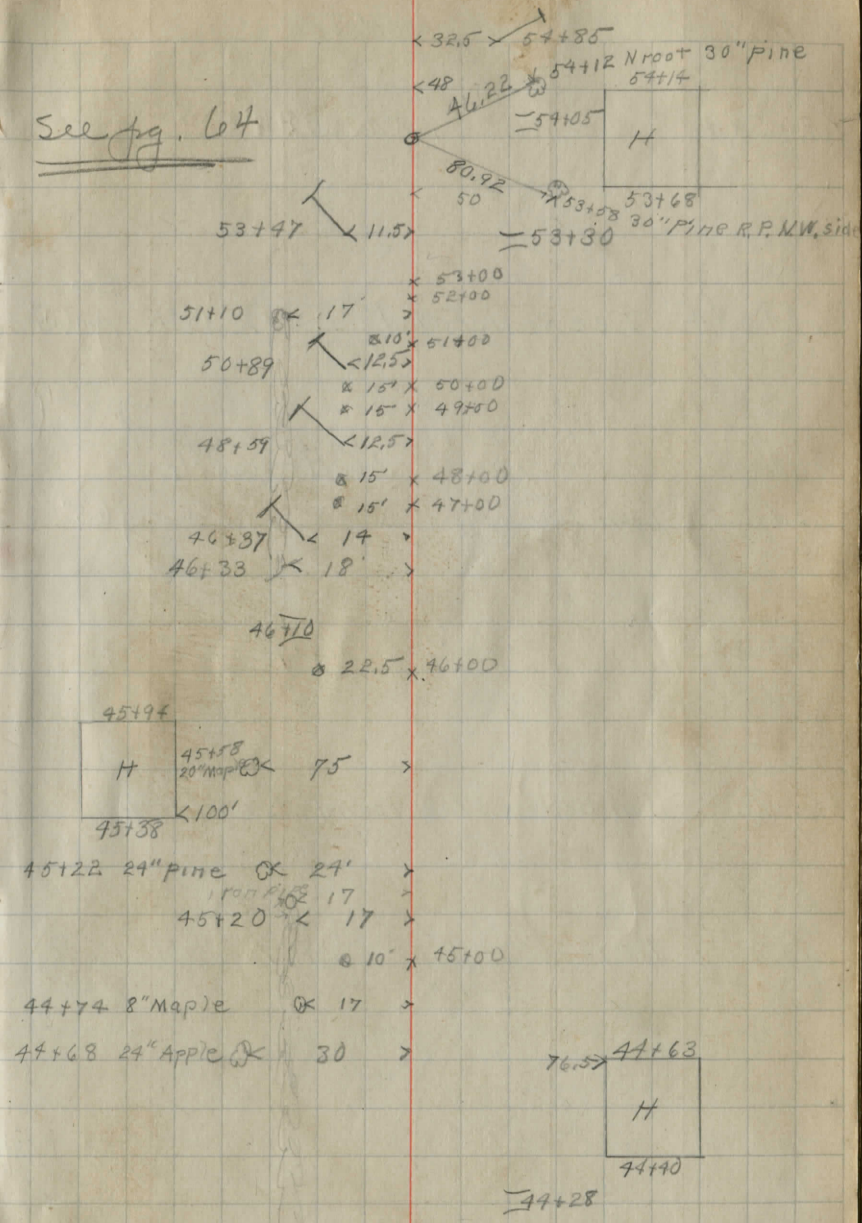 < 32.5 > 54+85
54+12 N root 30" pine
<48 46.22 54+14
See pg. 64
54+05
H
80.92
50 53+58 53+68
30" Pine R.P. N.W. side
53+47 < 11.5> 53+30
53+00
52+00
51+10 < 17' >
10' x 51+00
50+89 <12.5>
15' x 50+00
15' x 49+00
48+59 <12.5>
15' x 48+00
15' x 47+00
46+37 < 14 >
46+33 < 18' >
46+10
22.5 x 46+00
45+94
H 45+58
20" Maple < 75 >
<100'
45+38
45+22 24" pine < 24' >
Iron pipe 17 >
45+20 < 17 >
10' x 45+00
44+74 8" Maple < 17 >
44+68 24" Apple < 30 >
76.5> 44+63
H
44+40
44+28